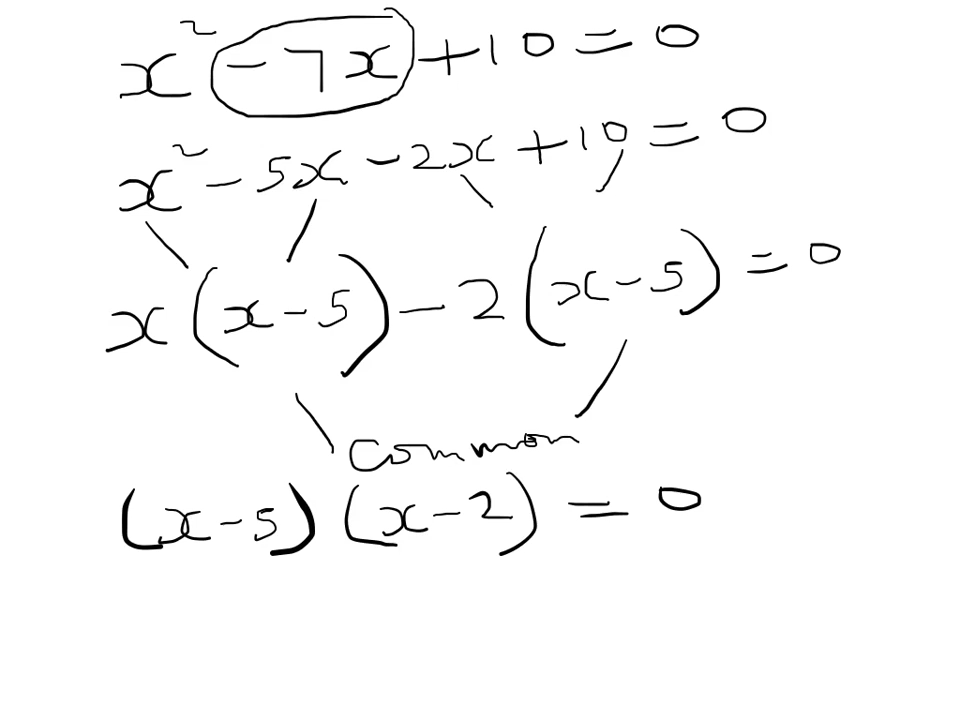 x² - 7x + 10 = 0
x² - 5x - 2x + 10 = 0
x(x - 5) - 2(x - 5) = 0
common
(x - 5)(x - 2) = 0